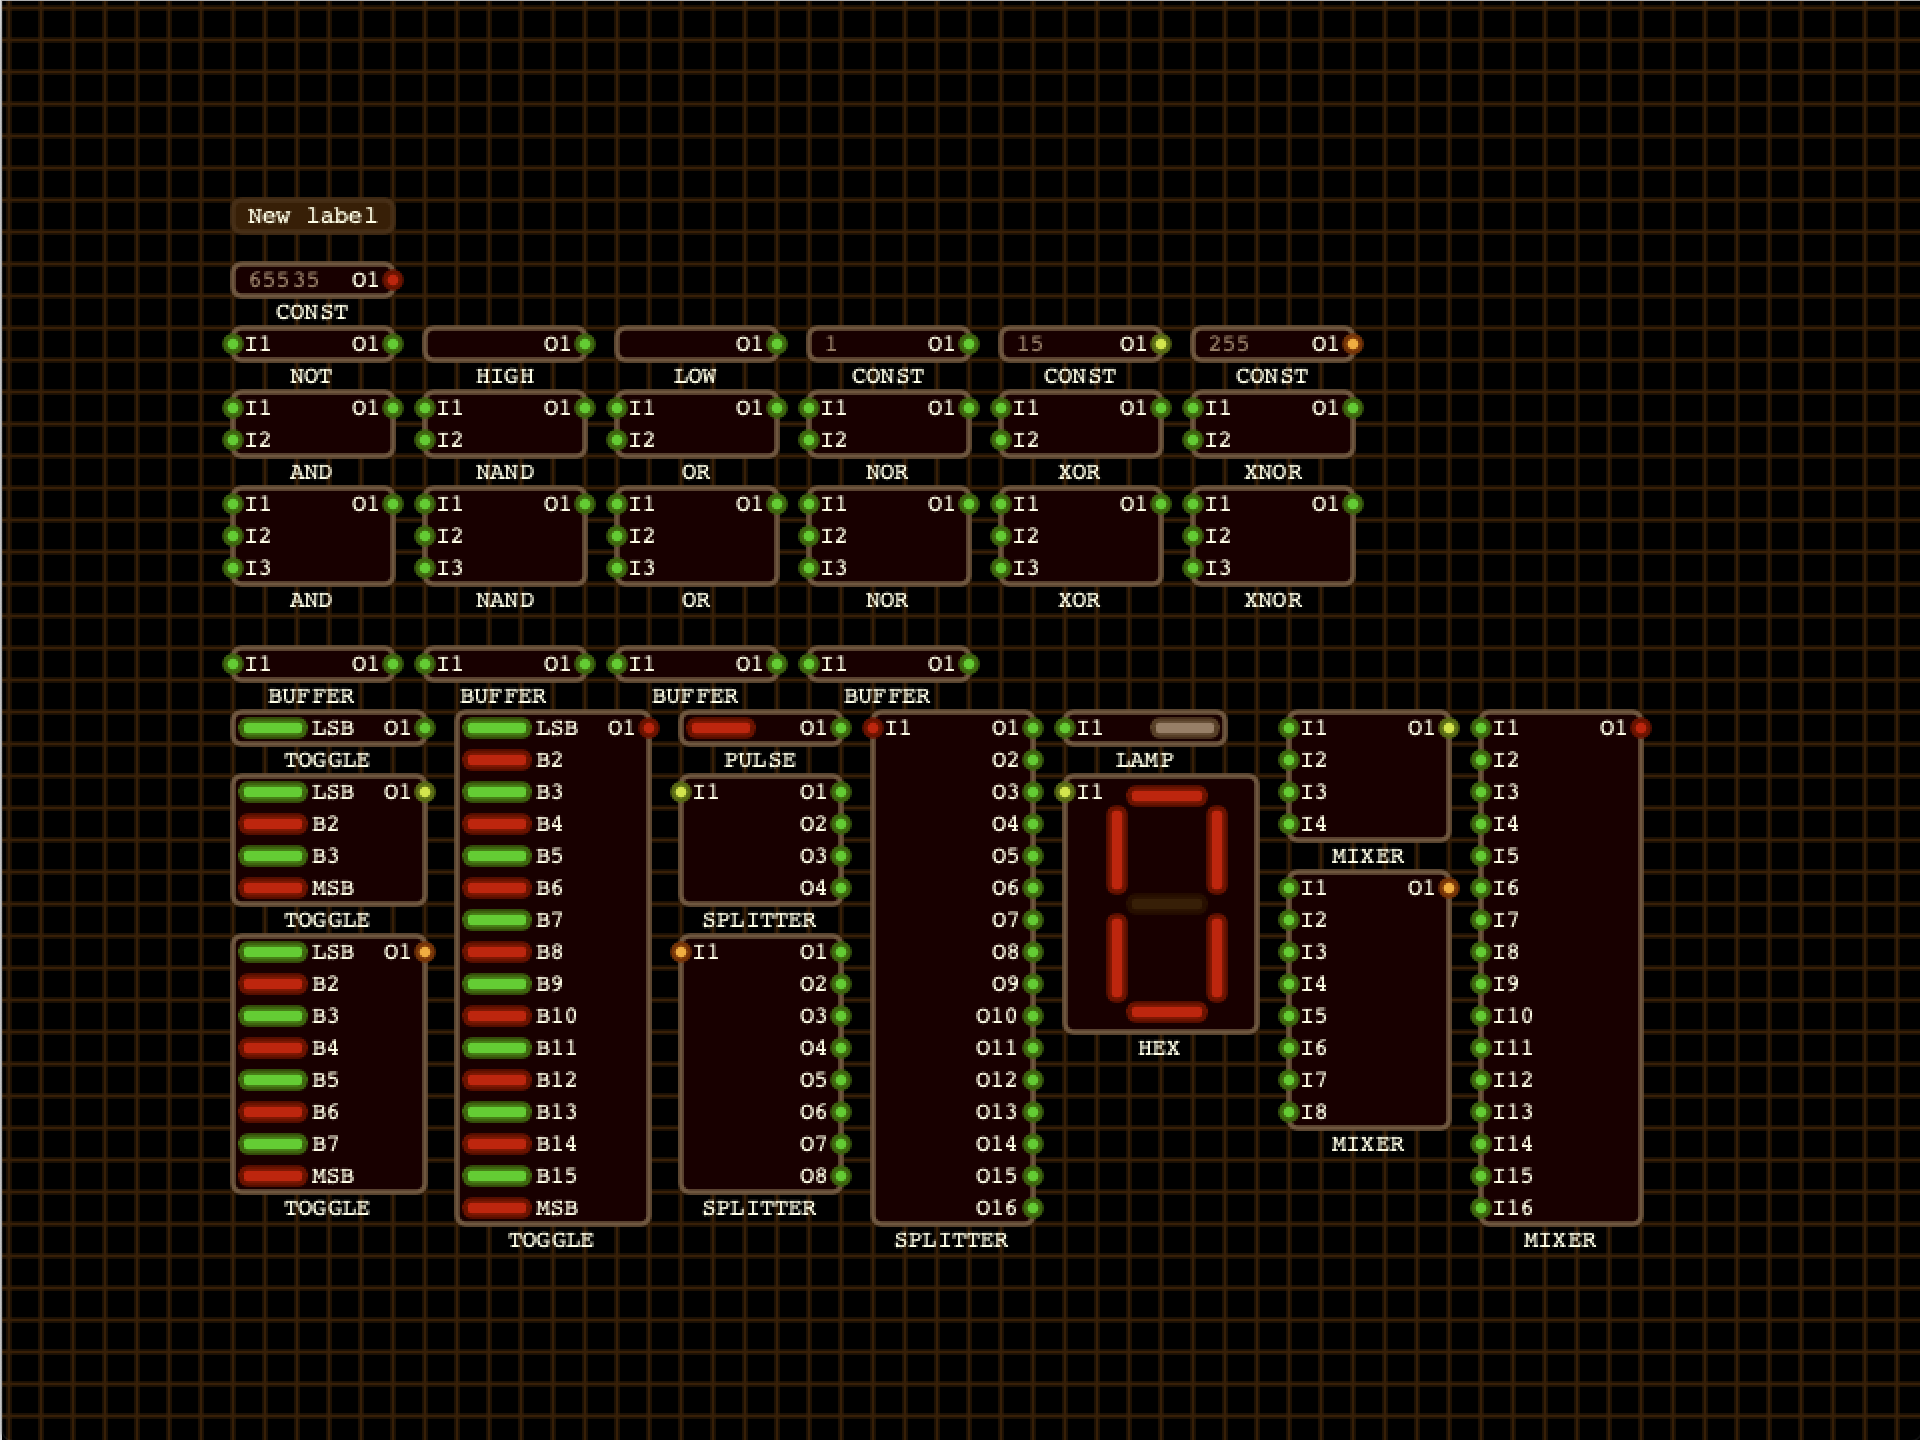 New label
65535 O1
CONST
I1 O1 O1 O1 1 O1 15 O1 255 O1
NOT HIGH LOW CONST CONST CONST
I1 O1 I1 O1 I1 O1 I1 O1 I1 O1 I1 O1
I2 I2 I2 I2 I2 I2
AND NAND OR NOR XOR XNOR
I1 O1 I1 O1 I1 O1 I1 O1 I1 O1 I1 O1
I2 I2 I2 I2 I2 I2
I3 I3 I3 I3 I3 I3
AND NAND OR NOR XOR XNOR
I1 O1 I1 O1 I1 O1 I1 O1
BUFFER BUFFER BUFFER BUFFER
LSB O1 LSB O1 O1 I1 O1 I1 I1 O1 I1 O1
TOGGLE B2 PULSE O2 LAMP I2 I2
LSB O1 B3 I1 O1 O3 I1 I3 I3
B2 B4 O2 O4 I4 I4
B3 B5 O3 O5 MIXER I5
MSB B6 O4 O6 I1 O1 I6
TOGGLE B7 SPLITTER O7 I2 I7
LSB O1 B8 I1 O1 O8 I3 I8
B2 B9 O2 O9 I4 I9
B3 B10 O3 O10 I5 I10
B4 B11 O4 O11 HEX I6 I11
B5 B12 O5 O12 I7 I12
B6 B13 O6 O13 I8 I13
B7 B14 O7 O14 MIXER I14
MSB B15 O8 O15 I15
TOGGLE MSB SPLITTER O16 I16
TOGGLE SPLITTER MIXER